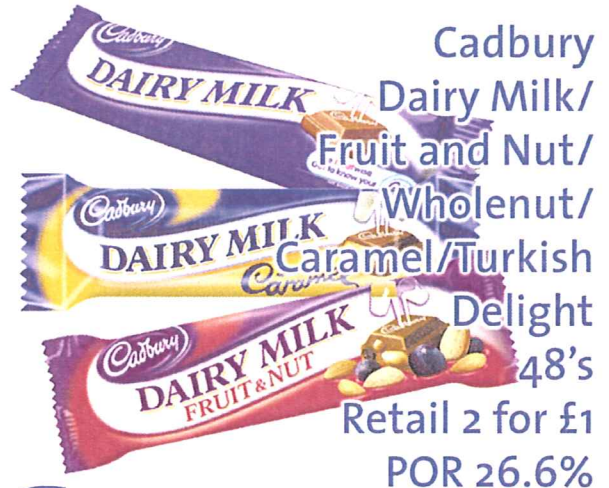 Cadbury
DAIRY MILK
Cadbury
DAIRY MILK
Caramel
Cadbury
DAIRY MILK
FRUIT & NUT
Cadbury
Dairy Milk/
Fruit and Nut/
Wholenut/
Caramel/Turkish
Delight
48's
Retail 2 for £1
POR 26.6%